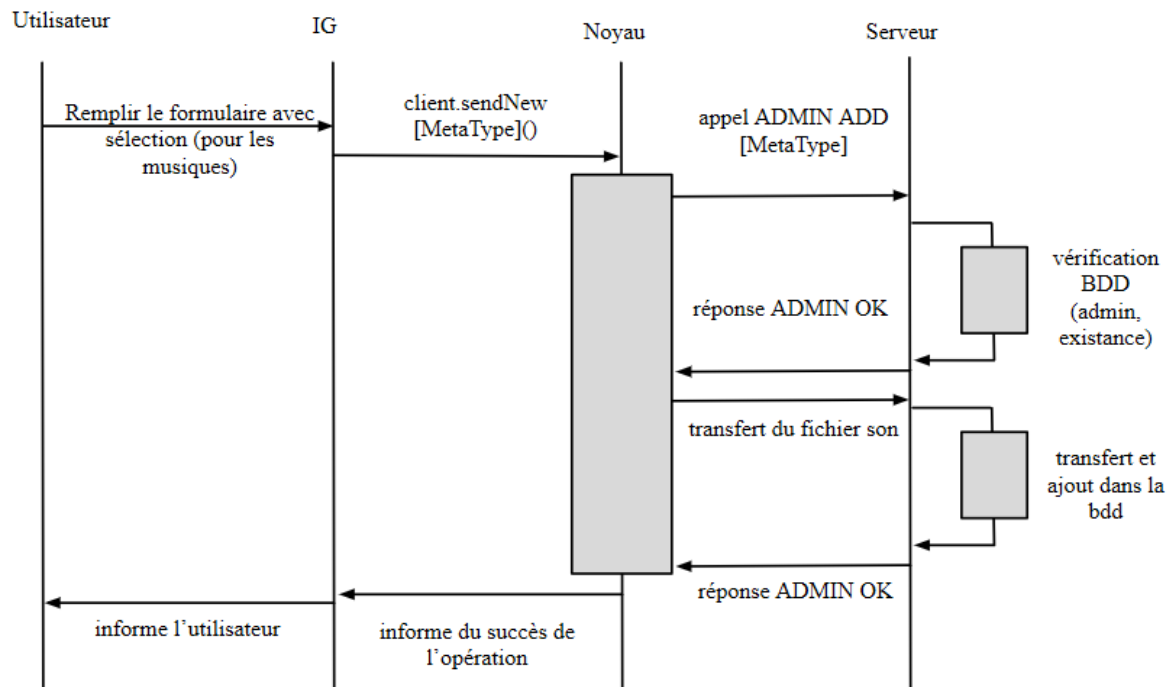 Utilisateur
IG
Noyau
Serveur
Remplir le formulaire avec
sélection (pour les
musiques)
client.sendNew
[MetaType]()
appel ADMIN ADD
[MetaType]
vérification
BDD
(admin,
existance)
réponse ADMIN OK
transfert du fichier son
transfert et
ajout dans la
bdd
réponse ADMIN OK
informe du succès de
l’opération
informe l’utilisateur